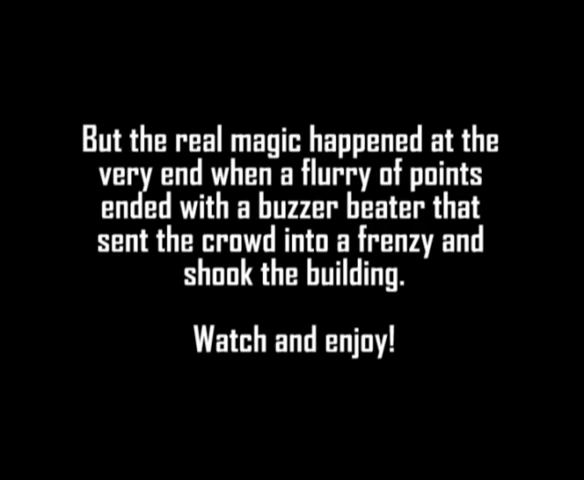 But the real magic happened at the
very end when a flurry of points
ended with a buzzer beater that
sent the crowd into a frenzy and
shook the building.
Watch and enjoy!